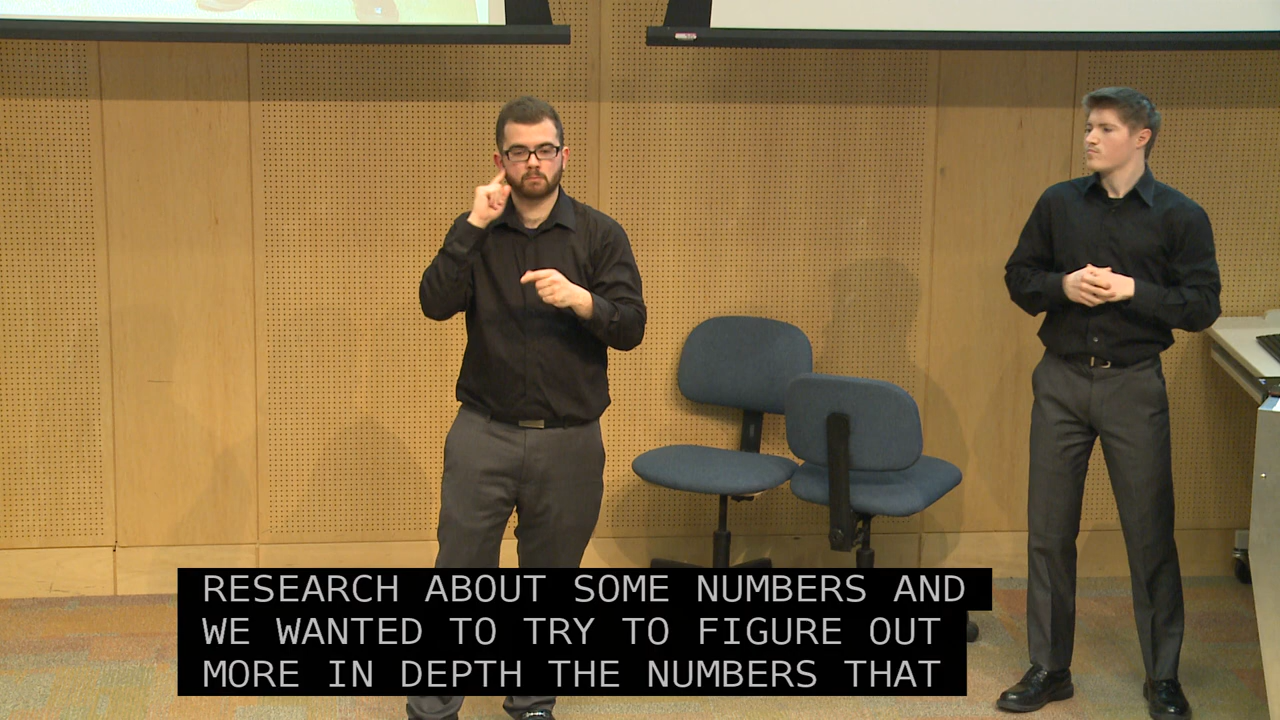 RESEARCH ABOUT SOME NUMBERS AND
WE WANTED TO TRY TO FIGURE OUT
MORE IN DEPTH THE NUMBERS THAT